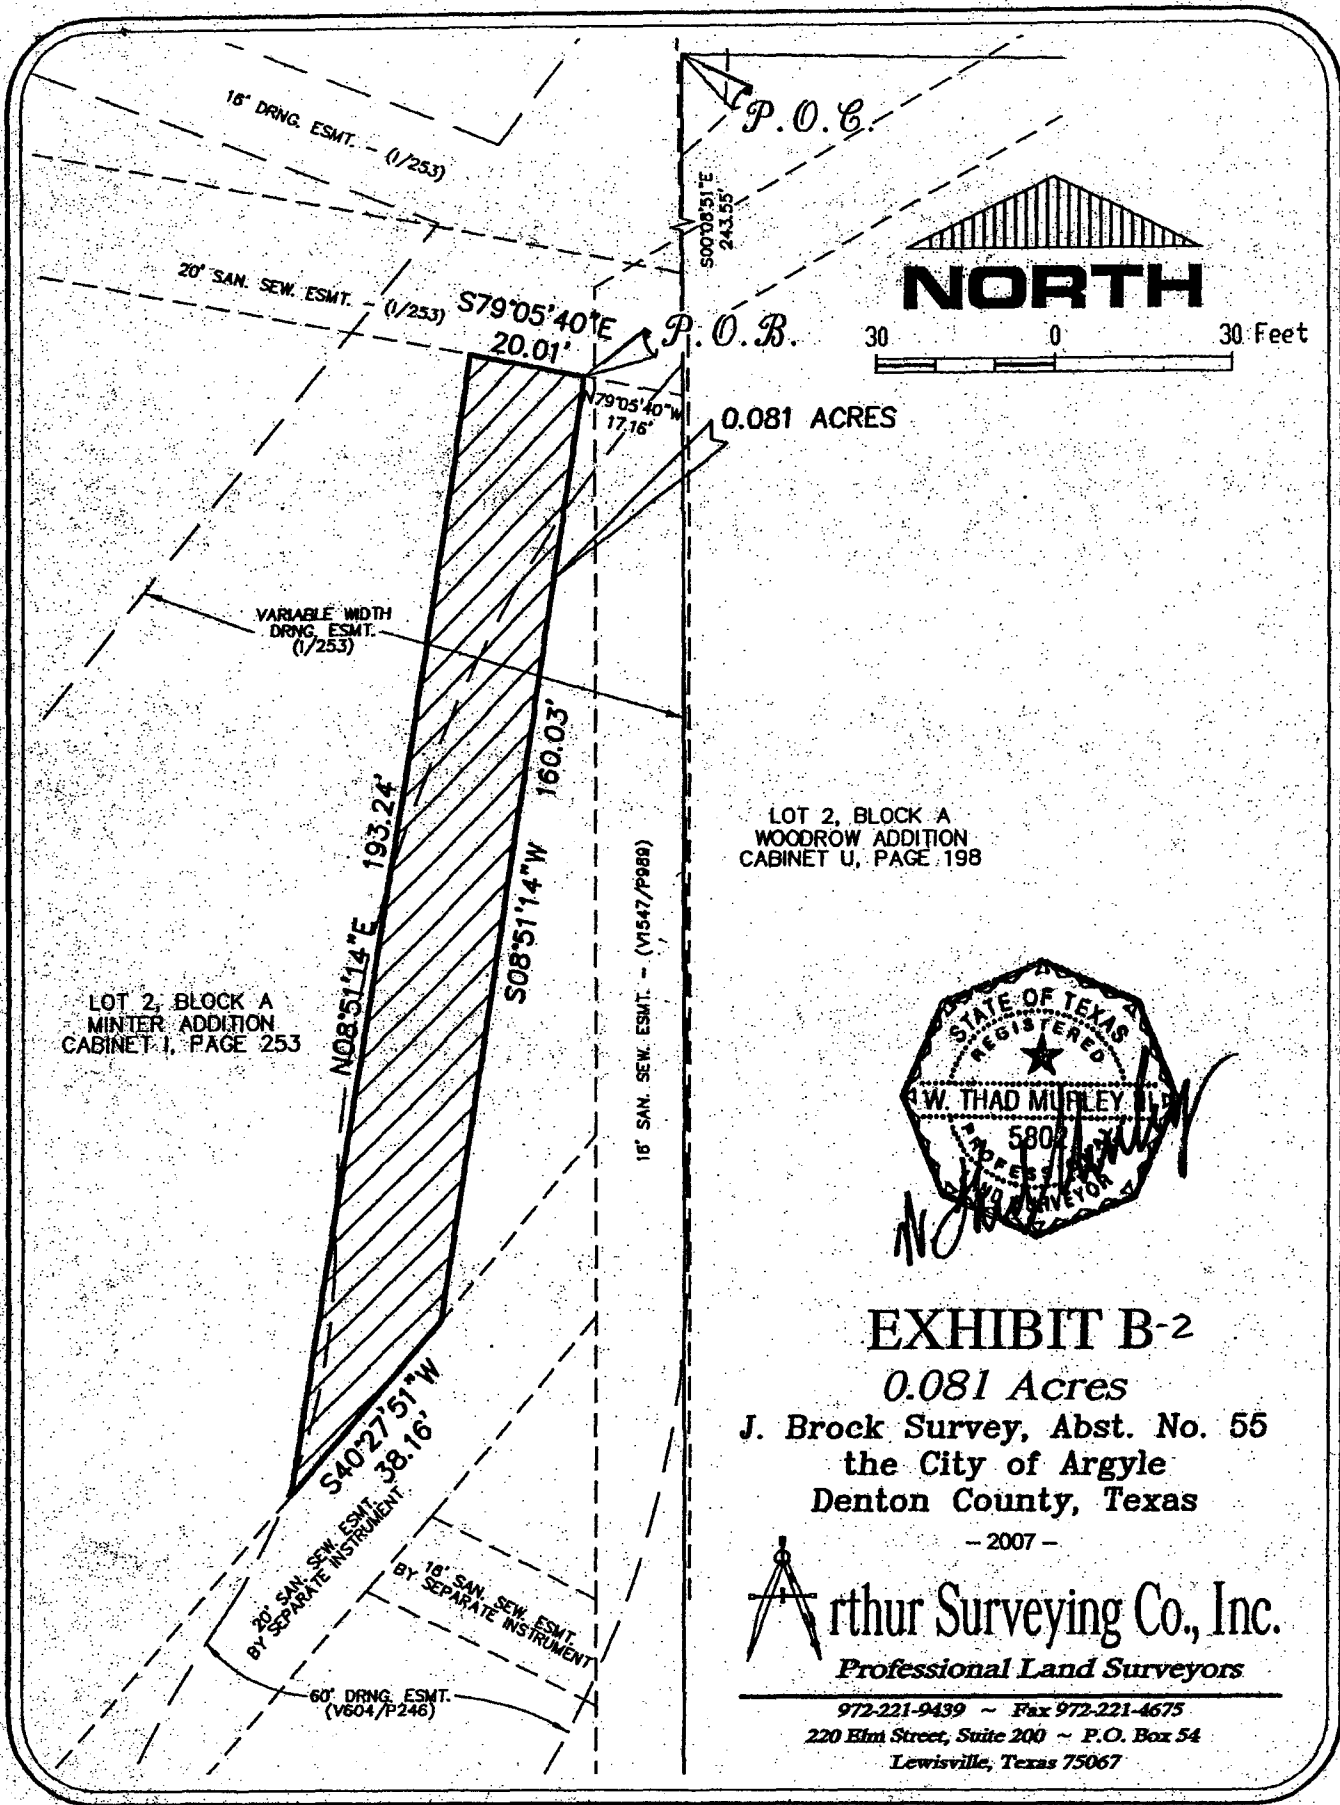 18' DRNG. ESMT. - (I/253)
P.O.C.
S00°08'51"E
243.55'
NORTH
30 0 30 Feet
20' SAN. SEW. ESMT. - (I/253)
S79°05'40"E
20.01'
P.O.B.
N79°05'40"W
17.16'
0.081 ACRES
VARIABLE WIDTH
DRNG. ESMT.
(I/253)
160.03'
193.24'
S08°51'14"W
N08°51'14"E
16' SAN. SEW. ESMT. - (V1547/P989)
LOT 2, BLOCK A
WOODROW ADDITION
CABINET U, PAGE 198
LOT 2, BLOCK A
MINTER ADDITION
CABINET I, PAGE 253
STATE OF TEXAS
REGISTERED
W. THAD MURLEY III
5802
PROFESSIONAL
LAND SURVEYOR
S40°27'51"W
38.16'
20' SAN. SEW. ESMT.
BY SEPARATE INSTRUMENT
16' SAN. SEW. ESMT.
BY SEPARATE INSTRUMENT
60' DRNG. ESMT.
(V604/P246)
EXHIBIT B-2
0.081 Acres
J. Brock Survey, Abst. No. 55
the City of Argyle
Denton County, Texas
– 2007 –
Arthur Surveying Co., Inc.
Professional Land Surveyors
972-221-9439 ~ Fax 972-221-4675
220 Elm Street, Suite 200 ~ P.O. Box 54
Lewisville, Texas 75067